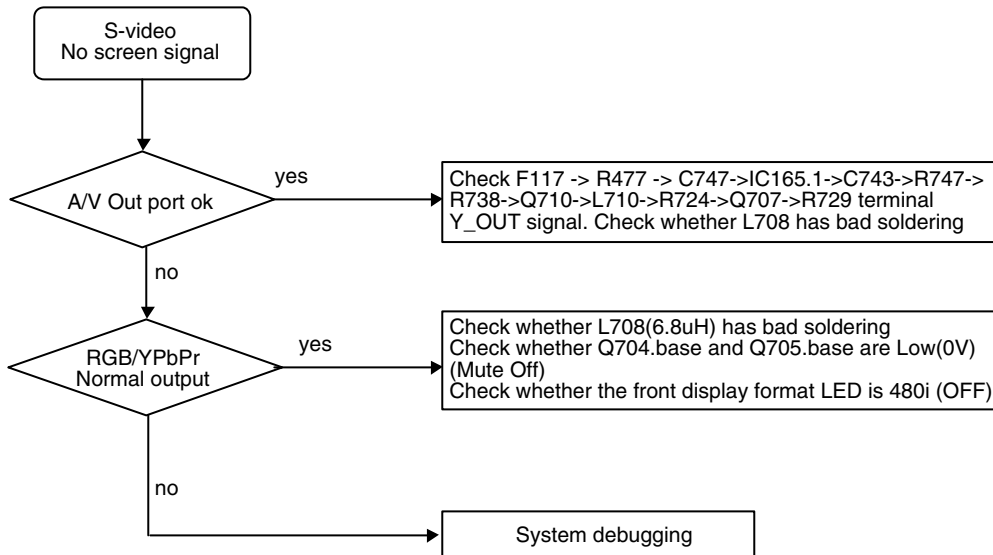 S-video
No screen signal
A/V Out port ok
yes
Check F117 -> R477 -> C747->IC165.1->C743->R747->
R738->Q710->L710->R724->Q707->R729 terminal
Y_OUT signal. Check whether L708 has bad soldering
no
RGB/YPbPr
Normal output
yes
Check whether L708(6.8uH) has bad soldering
Check whether Q704.base and Q705.base are Low(0V)
(Mute Off)
Check whether the front display format LED is 480i (OFF)
no
System debugging